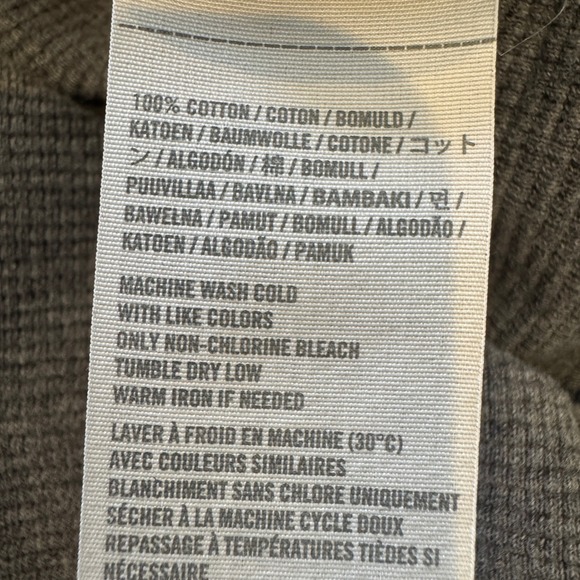 100% COTTON / COTON / BOMULD /
KATOEN / BAUMWOLLE / COTONE / コット
ン / ALGODÓN / 棉 / BOMULL /
PUUVILLAA / BAVLNA / BAMBAKI / 면 /
BAWEŁNA / PAMUT / BOMULL / ALGODÃO /
KATOEN / ALGODÃO / PAMUK
MACHINE WASH COLD
WITH LIKE COLORS
ONLY NON-CHLORINE BLEACH
TUMBLE DRY LOW
WARM IRON IF NEEDED
LAVER À FROID EN MACHINE (30°C)
AVEC COULEURS SIMILAIRES
BLANCHIMENT SANS CHLORE UNIQUEMENT
SÉCHER À LA MACHINE CYCLE DOUX
REPASSAGE À TEMPÉRATURES TIÈDES SI
NÉCESSAIRE